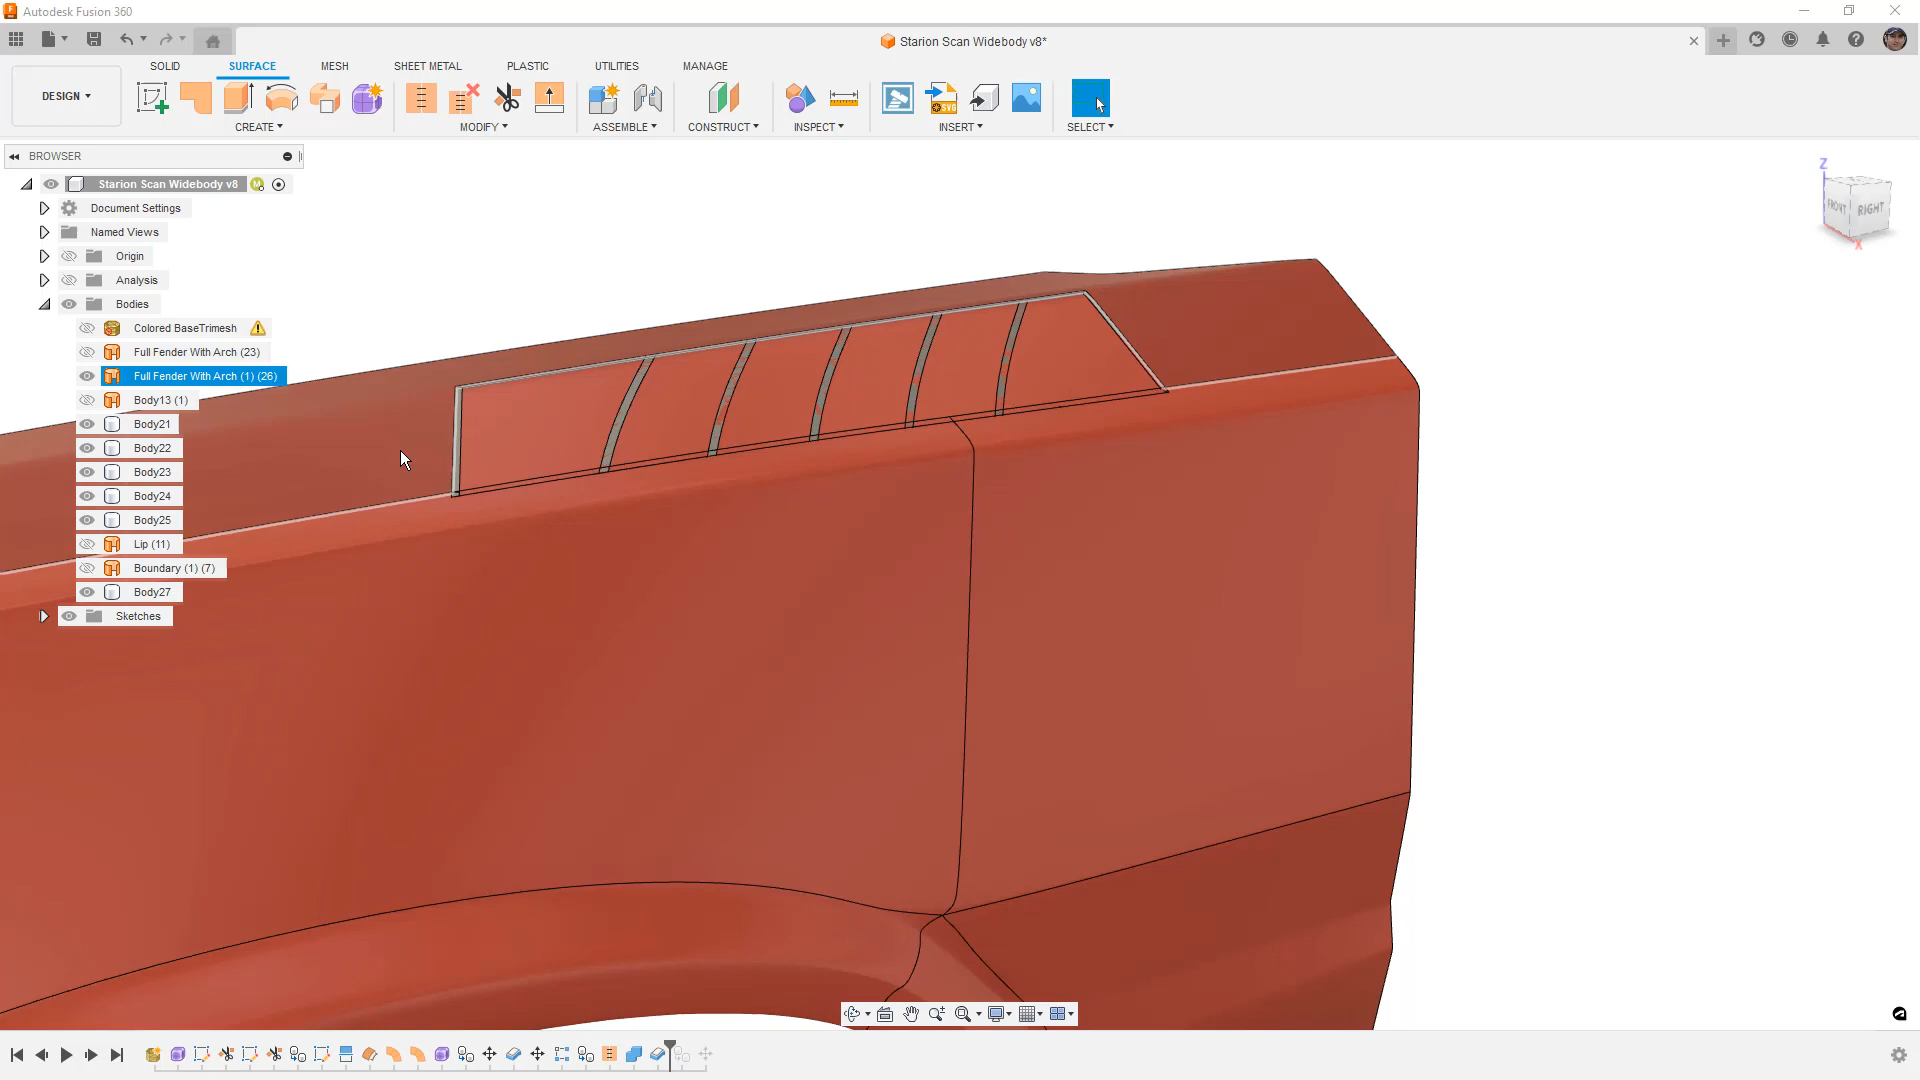 Autodesk Fusion 360
Starion Scan Widebody v8*
DESIGN
SOLID
SURFACE
MESH
SHEET METAL
PLASTIC
UTILITIES
MANAGE
CREATE
MODIFY
ASSEMBLE
CONSTRUCT
INSPECT
INSERT
SELECT
BROWSER
Starion Scan Widebody v8
Document Settings
Named Views
Origin
Analysis
Bodies
Colored BaseTrimesh
Full Fender With Arch (23)
Full Fender With Arch (1) (26)
Body13 (1)
Body21
Body22
Body23
Body24
Body25
Lip (11)
Boundary (1) (7)
Body27
Sketches
Z
FRONT
RIGHT
X
SVG